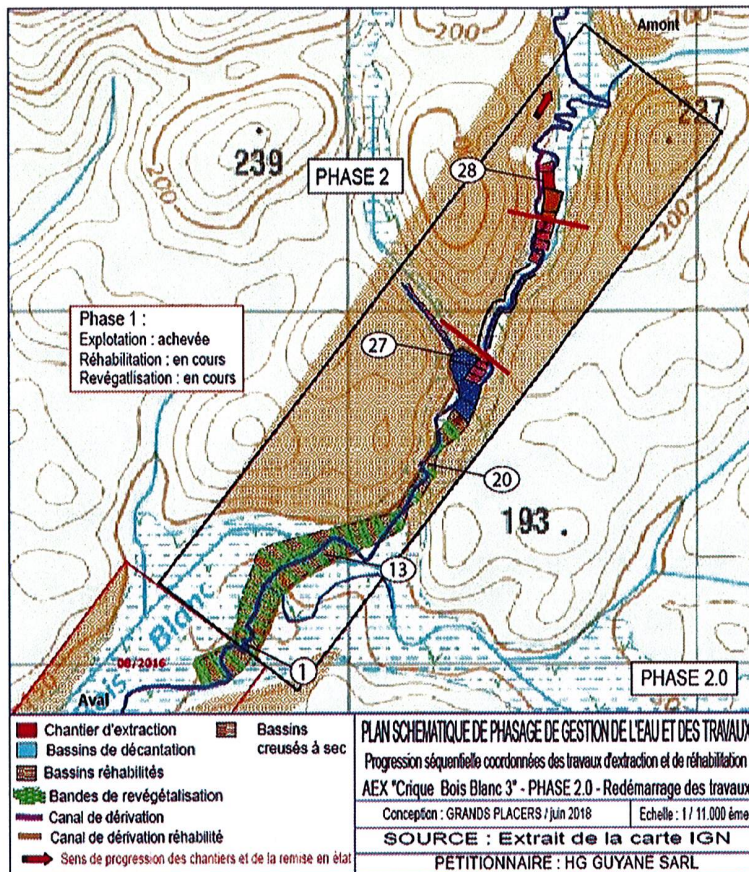 200
Amont
237
239
PHASE 2
28
200
200
Phase 1 :
Explotation : achevée
Réhabilitation : en cours
Revégatlisation : en cours
27
20
193 .
13
Blanc
08/2016
1
PHASE 2.0
Aval
Chantier d'extraction
Bassins creusés à sec
Bassins de décantation
Bassins réhabilités
Bandes de revégétalisation
Canal de dérivation
Canal de dérivation réhabilité
Sens de progression des chantiers et de la remise en état
PLAN SCHEMATIQUE DE PHASAGE DE GESTION DE L'EAU ET DES TRAVAUX
Progression séquentielle coordonnées des travaux d'extraction et de réhabilitation
AEX "Crique Bois Blanc 3" - PHASE 2.0 - Redémarrage des travaux
Conception : GRANDS PLACERS / juin 2018
Echelle : 1 / 11.000 ème
SOURCE : Extrait de la carte IGN
PETITIONNAIRE : HG GUYANE SARL